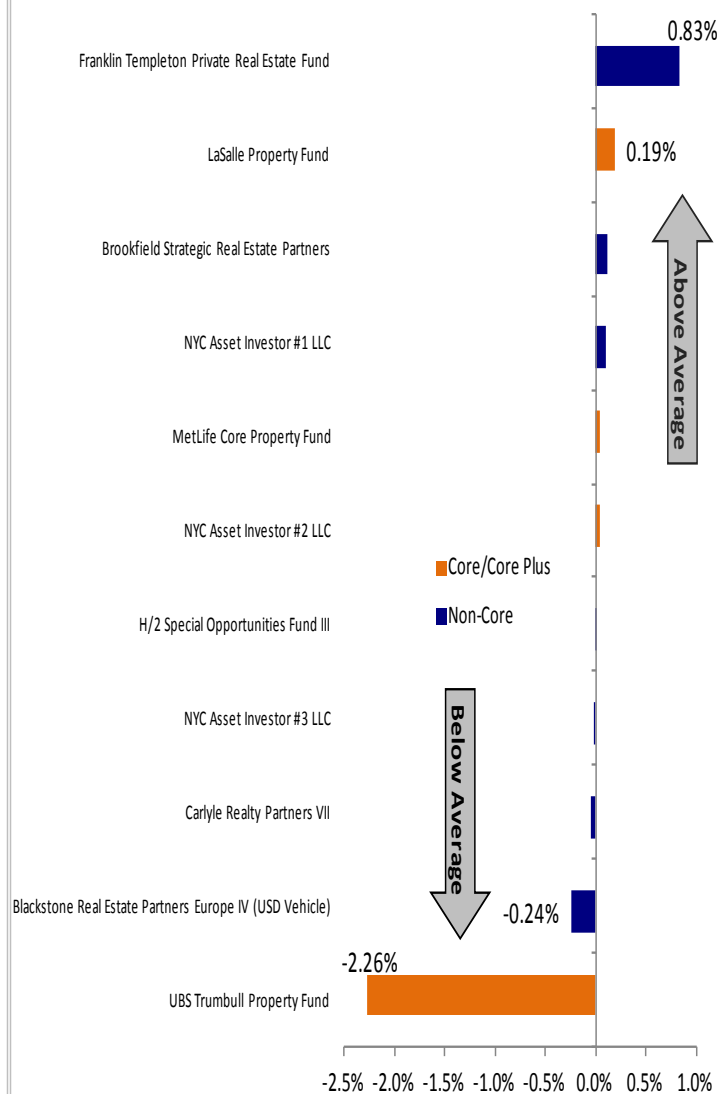 0.83%
Franklin Templeton Private Real Estate Fund
LaSalle Property Fund
0.19%
Brookfield Strategic Real Estate Partners
Above Average
NYC Asset Investor #1 LLC
MetLife Core Property Fund
NYC Asset Investor #2 LLC
Core/Core Plus
Non-Core
H/2 Special Opportunities Fund III
NYC Asset Investor #3 LLC
Below Average
Carlyle Realty Partners VII
Blackstone Real Estate Partners Europe IV (USD Vehicle)
-0.24%
-2.26%
UBS Trumbull Property Fund
-2.5% -2.0% -1.5% -1.0% -0.5% 0.0% 0.5% 1.0%